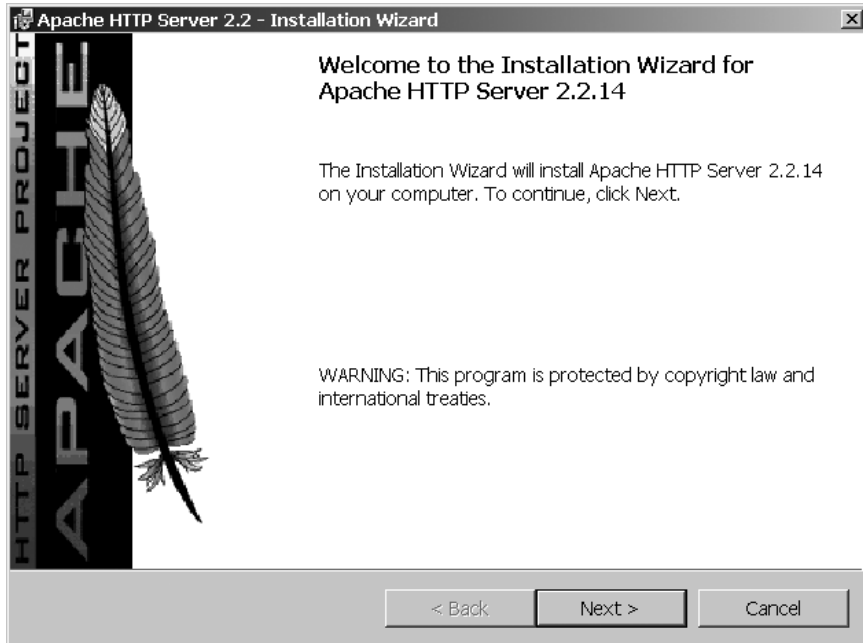 Apache HTTP Server 2.2 - Installation Wizard
HTTP SERVER PROJECT
APACHE
Welcome to the Installation Wizard for
Apache HTTP Server 2.2.14
The Installation Wizard will install Apache HTTP Server 2.2.14
on your computer. To continue, click Next.
WARNING: This program is protected by copyright law and
international treaties.
< Back
Next >
Cancel